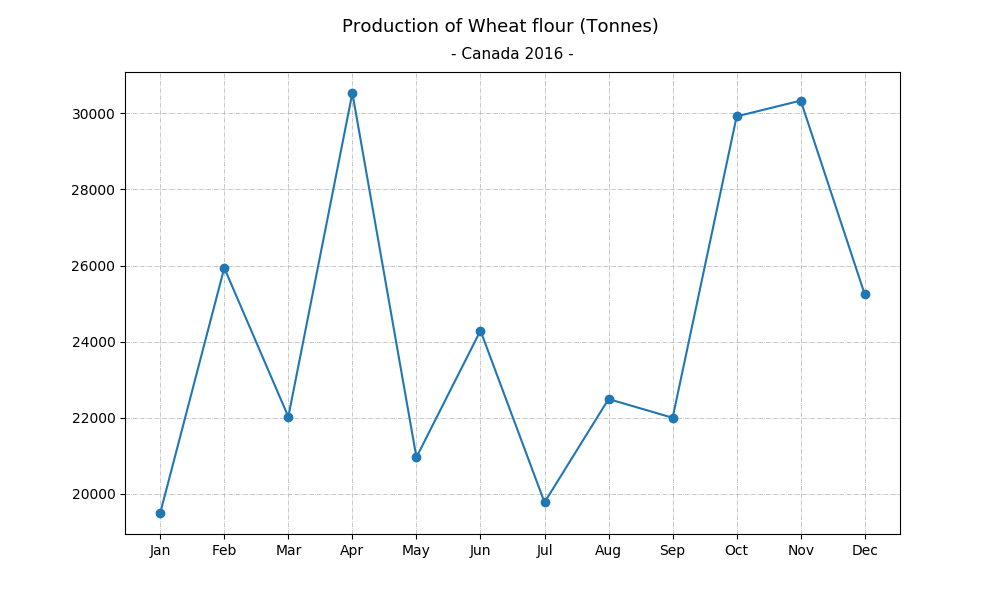 Production of Wheat flour (Tonnes)
- Canada 2016 -
30000
28000
26000
24000
22000
20000
Jan Feb Mar Apr May Jun Jul Aug Sep Oct Nov Dec